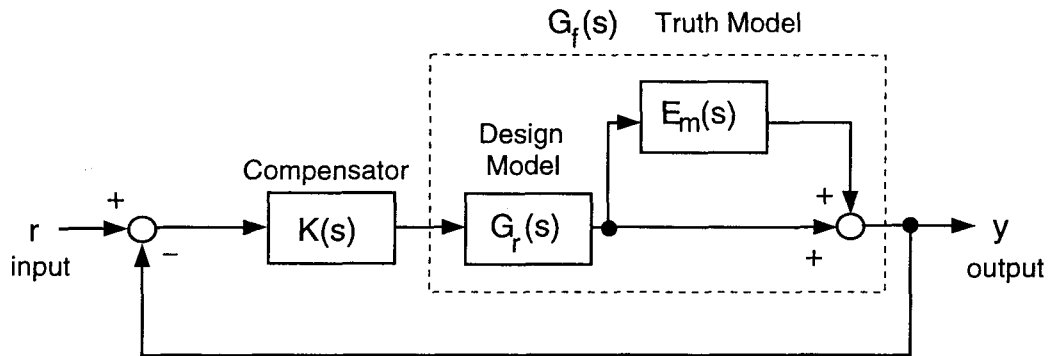 G_f(s) Truth Model
E_m(s)
Design
Model
Compensator
+
+
r
K(s)
G_r(s)
y
−
+
input
output